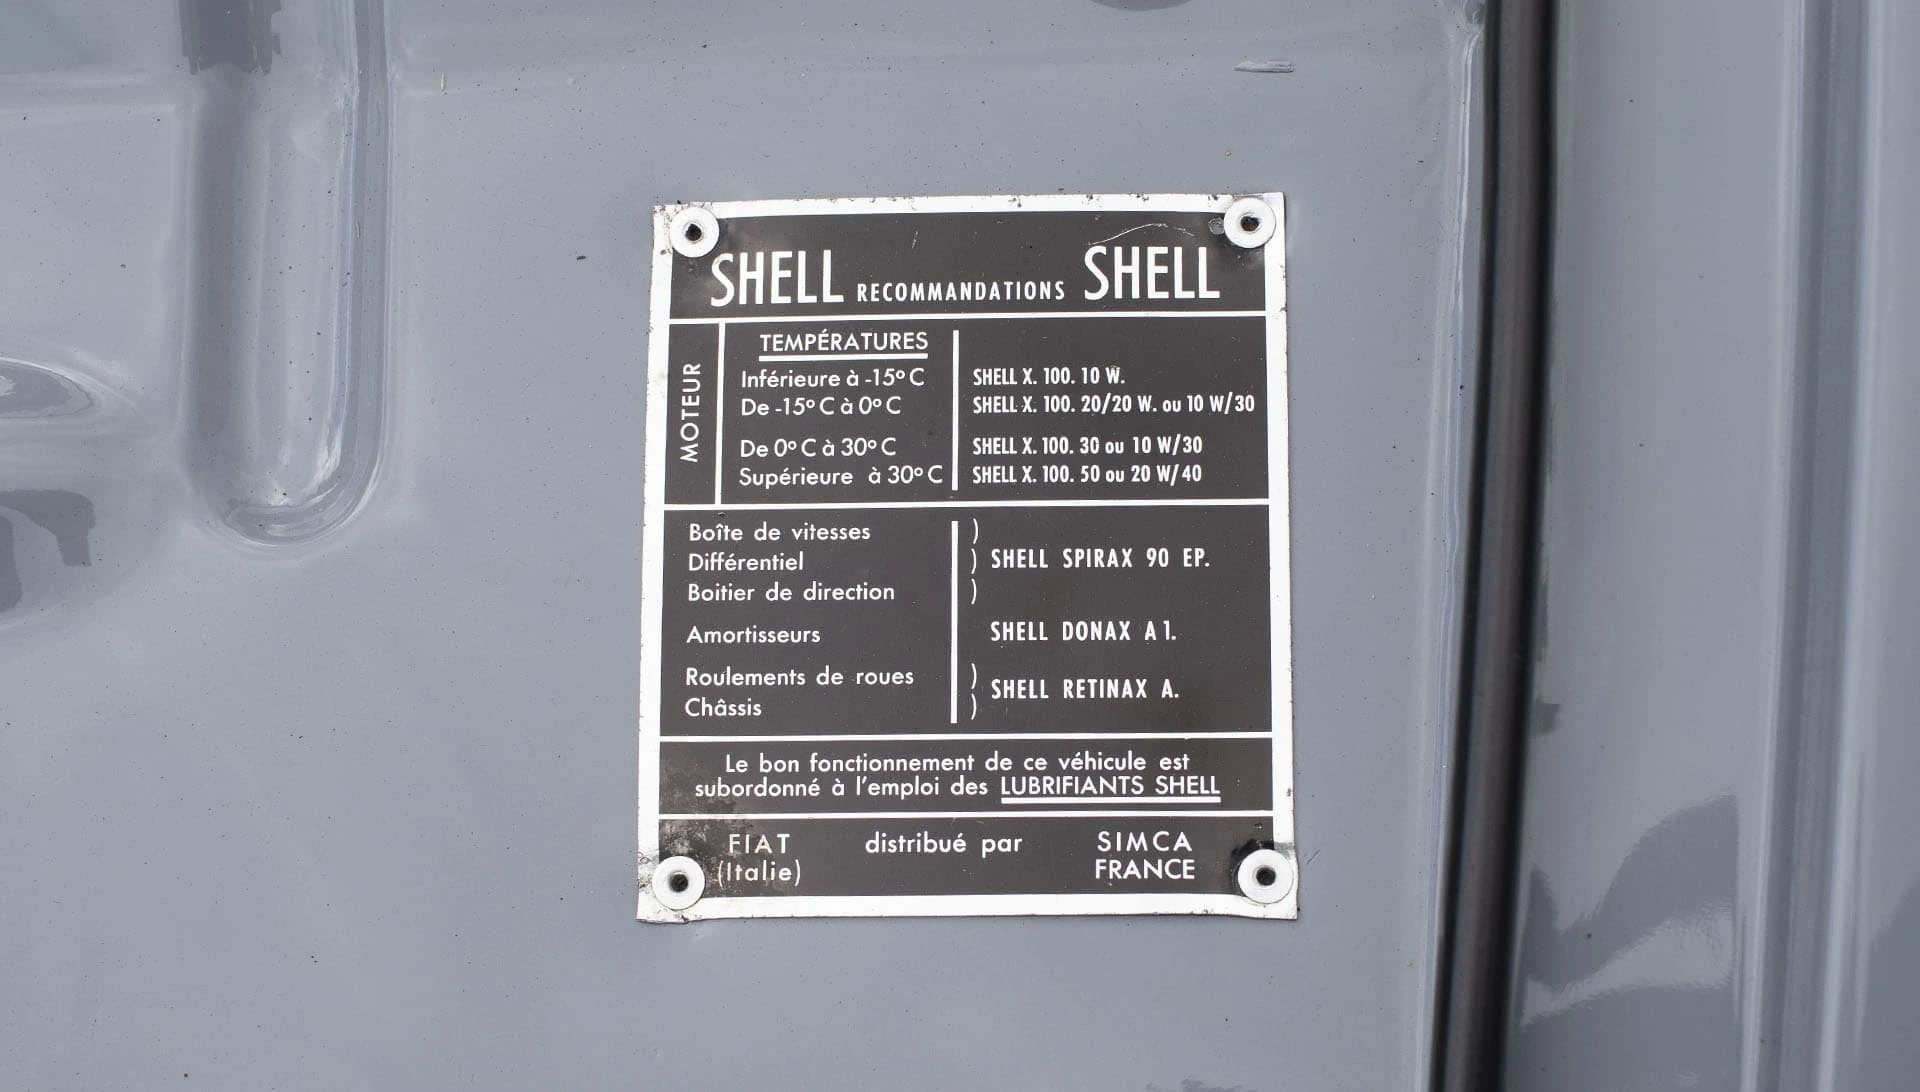 SHELL RECOMMANDATIONS SHELL
MOTEUR
TEMPÉRATURES
Inférieure à -15° C SHELL X. 100. 10 W.
De -15° C à 0° C SHELL X. 100. 20/20 W. ou 10 W/30
De 0° C à 30° C SHELL X. 100. 30 ou 10 W/30
Supérieure à 30° C SHELL X. 100. 50 ou 20 W/40
Boîte de vitesses )
Différentiel ) SHELL SPIRAX 90 EP.
Boitier de direction )
Amortisseurs SHELL DONAX A 1.
Roulements de roues ) SHELL RETINAX A.
Châssis )
Le bon fonctionnement de ce véhicule est
subordonné à l'emploi des LUBRIFIANTS SHELL
FIAT distribué par SIMCA
(Italie) FRANCE